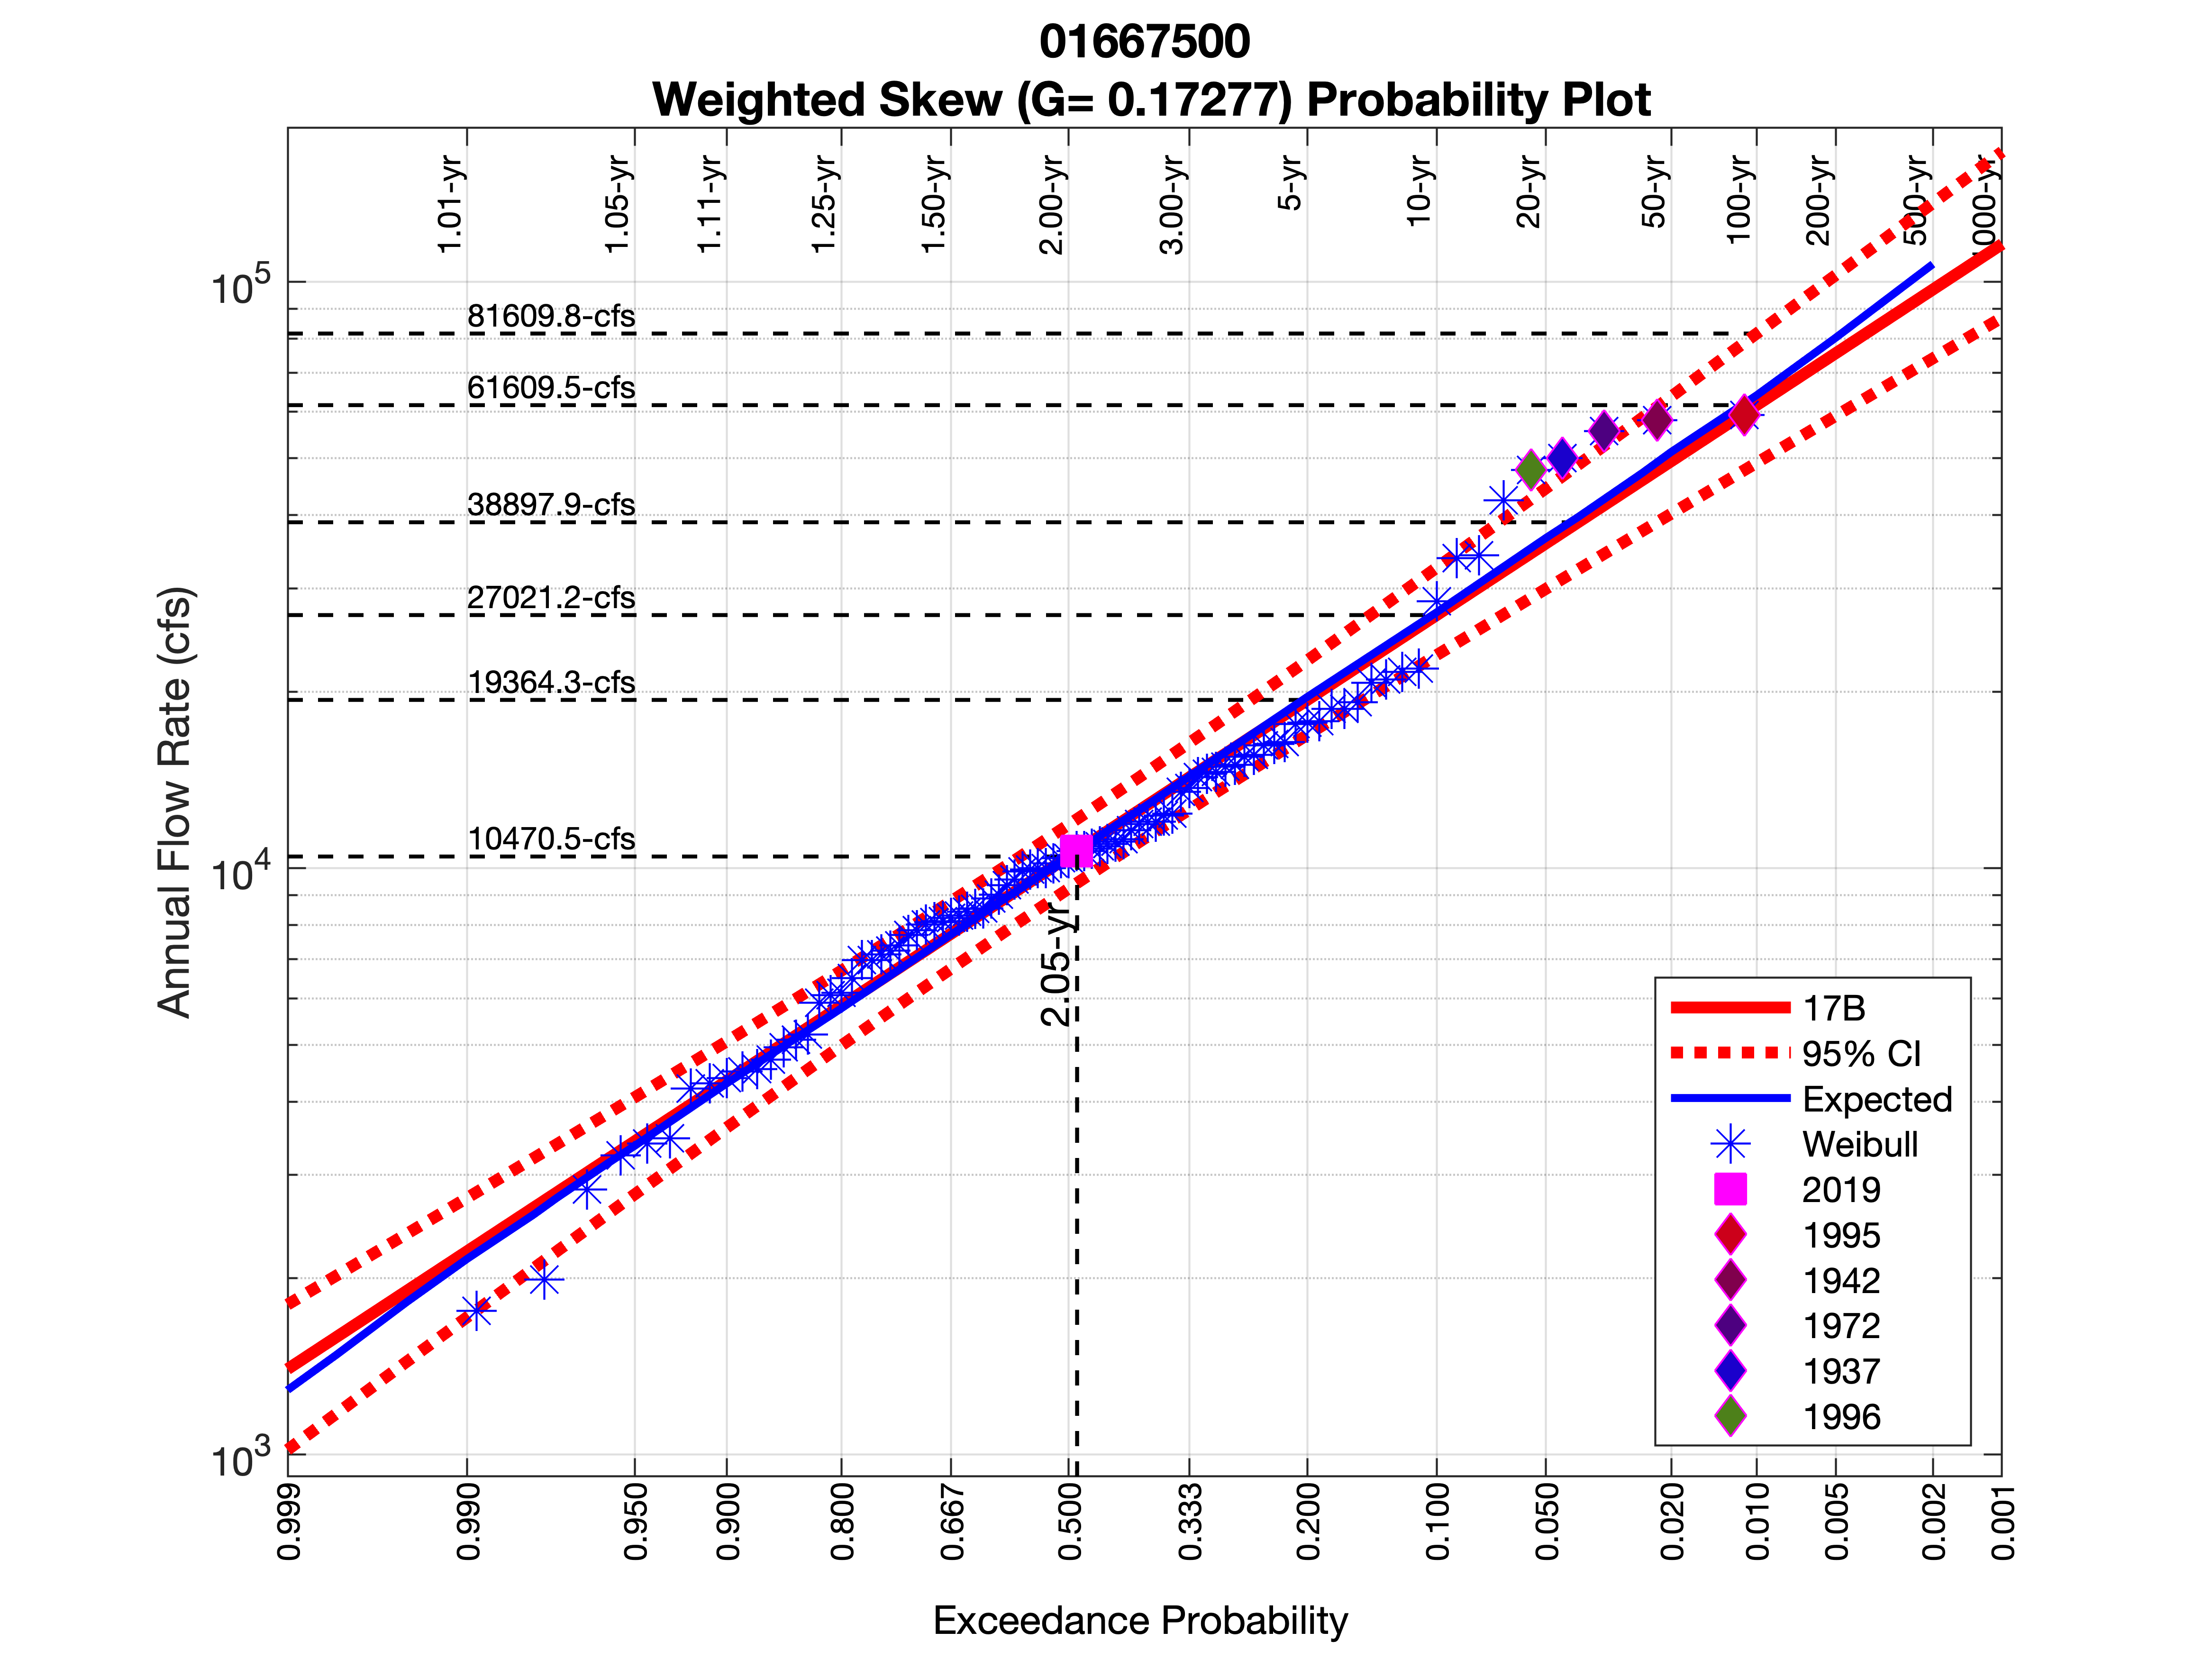 01667500
Weighted Skew (G= 0.17277) Probability Plot
1.01-yr
1.05-yr
1.11-yr
1.25-yr
1.50-yr
2.00-yr
3.00-yr
5-yr
10-yr
20-yr
50-yr
100-yr
200-yr
500-yr
000-yr
10^5
10^4
10^3
Annual Flow Rate (cfs)
81609.8-cfs
61609.5-cfs
38897.9-cfs
27021.2-cfs
19364.3-cfs
10470.5-cfs
2.05-yr
17B
95% CI
Expected
Weibull
2019
1995
1942
1972
1937
1996
0.999
0.990
0.950
0.900
0.800
0.667
0.500
0.333
0.200
0.100
0.050
0.020
0.010
0.005
0.002
0.001
Exceedance Probability